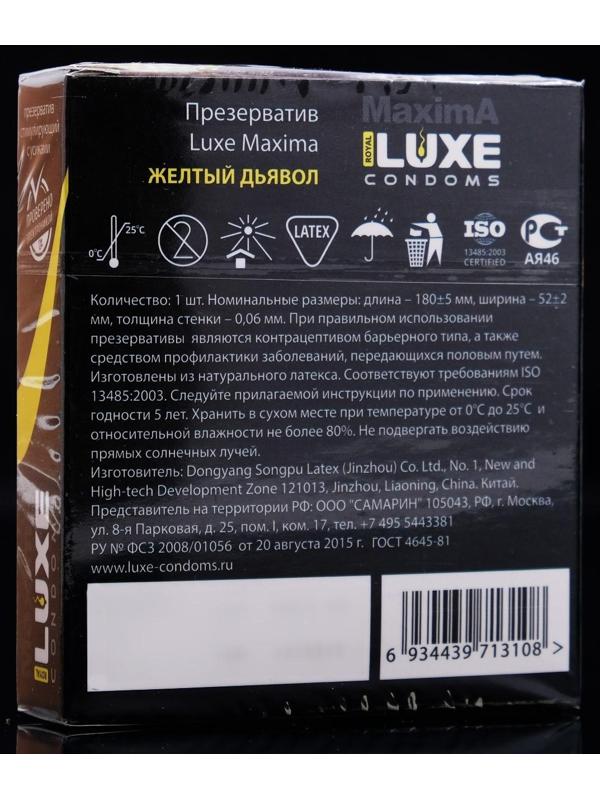 Презерватив
Luxe Maxima
ЖЕЛТЫЙ ДЬЯВОЛ
MaximA
ROYAL
LUXE
CONDOMS
презерватив
стимулирующий
с усиками
ПРОВЕРЕНО
0°C
25°C
2
LATEX
ISO
13485:2003
CERTIFIED
РСТ
АЯ46
Количество: 1 шт. Номинальные размеры: длина – 180±5 мм, ширина – 52±2
мм, толщина стенки – 0,06 мм. При правильном использовании
презервативы являются контрацептивом барьерного типа, а также
средством профилактики заболеваний, передающихся половым путем.
Изготовлены из натурального латекса. Соответствуют требованиям ISO
13485:2003. Следуйте прилагаемой инструкции по применению. Срок
годности 5 лет. Хранить в сухом месте при температуре от 0°C до 25°C и
относительной влажности не более 80%. Не подвергать воздействию
прямых солнечных лучей.
Изготовитель: Dongyang Songpu Latex (Jinzhou) Co. Ltd., No. 1, New and
High-tech Development Zone 121013, Jinzhou, Liaoning, China. Китай.
Представитель на территории РФ: ООО "САМАРИН" 105043, РФ, г. Москва,
ул. 8-я Парковая, д. 25, пом. I, ком. 17, тел. +7 495 5443381
РУ № ФСЗ 2008/01056 от 20 августа 2015 г. ГОСТ 4645-81
www.luxe-condoms.ru
6 934439 713108 >
ROYAL
LUXE